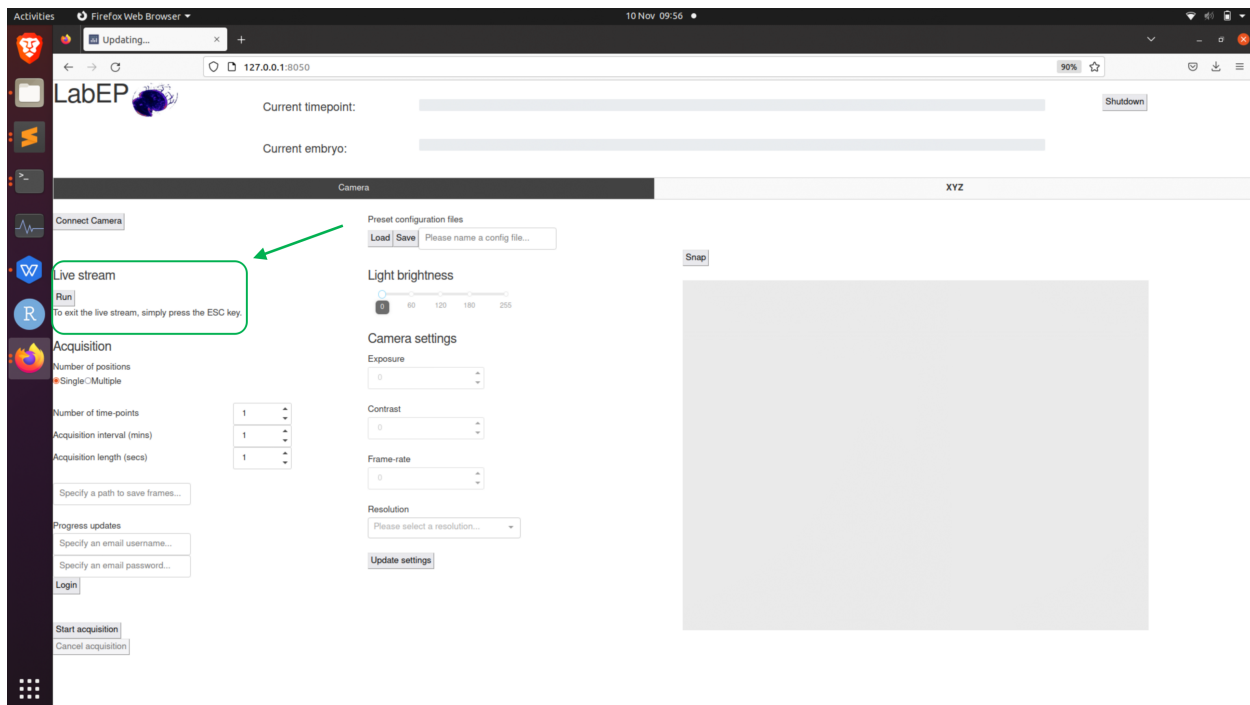 Activities Firefox Web Browser 10 Nov 09:56
Updating...
127.0.0.1:8050 90%
LabEP
Current timepoint:
Shutdown
Current embryo:
Camera XYZ
Connect Camera
Preset configuration files
Load Save Please name a config file...
Snap
Live stream
Run
To exit the live stream, simply press the ESC key.
Light brightness
0 60 120 180 255
Acquisition
Number of positions
Single Multiple
Number of time-points 1
Acquisition interval (mins) 1
Acquisition length (secs) 1
Specify a path to save frames...
Progress updates
Specify an email username...
Specify an email password...
Login
Start acquisition
Cancel acquisition
Camera settings
Exposure
0
Contrast
0
Frame-rate
0
Resolution
Please select a resolution...
Update settings